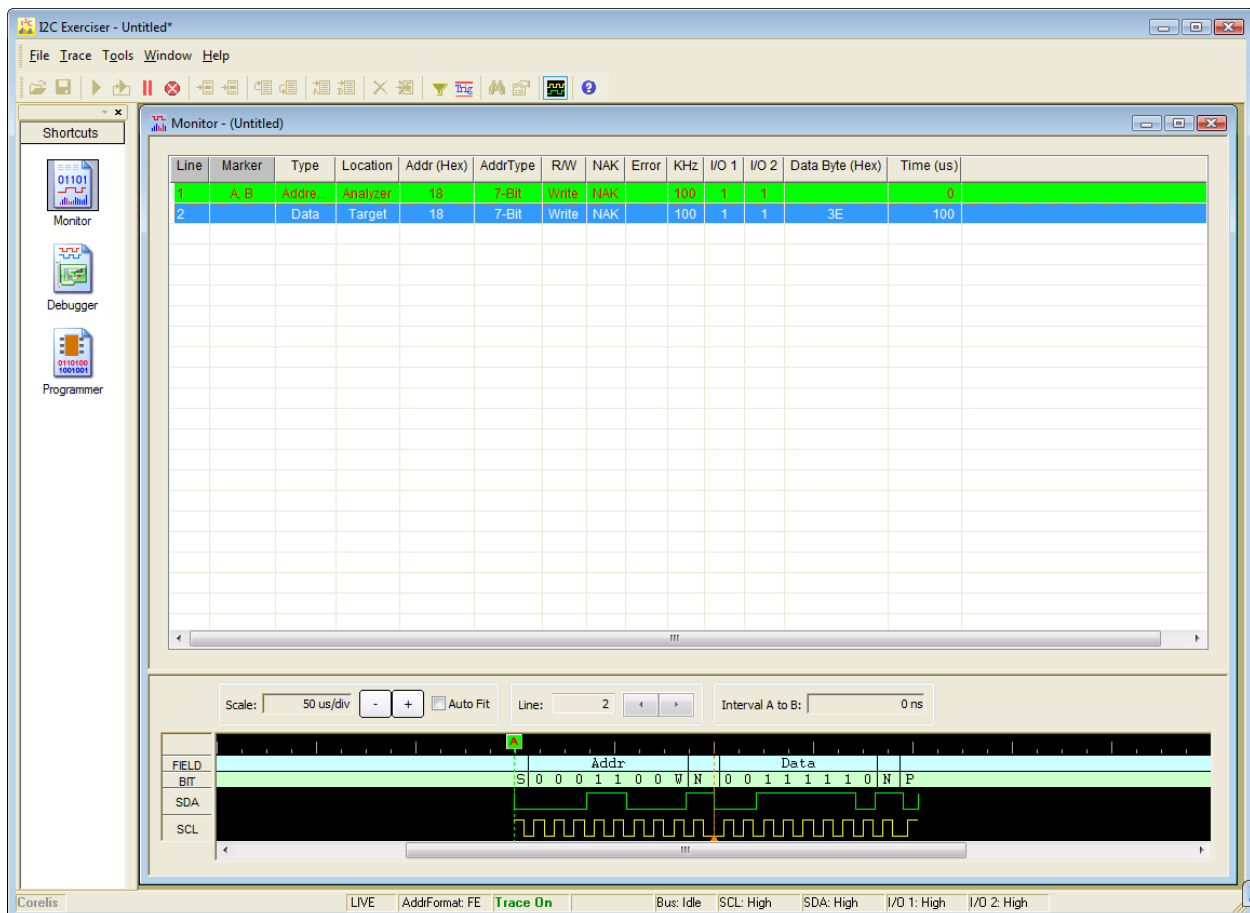 I2C Exerciser - Untitled*
File Trace Tools Window Help
Trig
Shortcuts
01101
Monitor
Debugger
0110100
1001001
Programmer
Monitor - (Untitled)
Line Marker Type Location Addr (Hex) AddrType R/W NAK Error KHz I/O 1 I/O 2 Data Byte (Hex) Time (us)
1 A, B Addre... Analyzer 18 7-Bit Write NAK 100 1 1 0
2 Data Target 18 7-Bit Write NAK 100 1 1 3E 100
Scale: 50 us/div - + Auto Fit Line: 2 Interval A to B: 0 ns
A
FIELD Addr Data
BIT S 0 0 0 1 1 0 0 W N 0 0 1 1 1 1 1 0 N P
SDA
SCL
Corelis LIVE AddrFormat: FE Trace On Bus: Idle SCL: High SDA: High I/O 1: High I/O 2: High